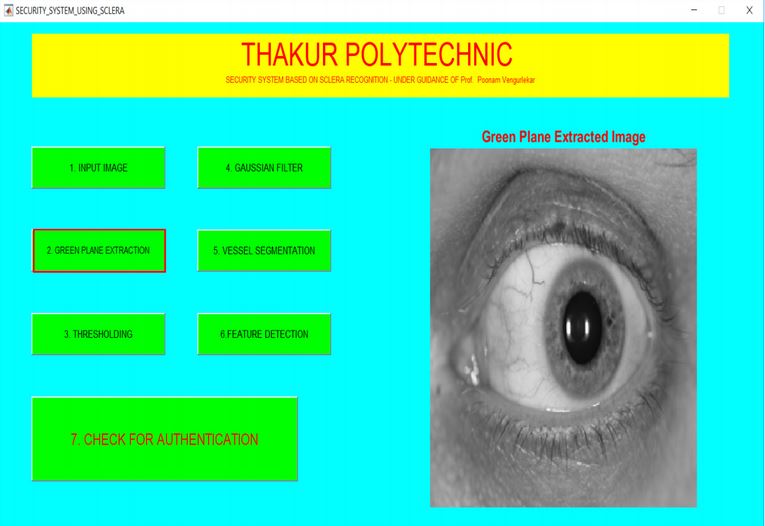 SECURITY_SYSTEM_USING_SCLERA
THAKUR POLYTECHNIC
SECURITY SYSTEM BASED ON SCLERA RECOGNITION - UNDER GUIDANCE OF Prof. Poonam Vengurlekar
1. INPUT IMAGE
4. GAUSSIAN FILTER
2. GREEN PLANE EXTRACTION
5. VESSEL SEGMENTATION
3. THRESHOLDING
6.FEATURE DETECTION
7. CHECK FOR AUTHENTICATION
Green Plane Extracted Image